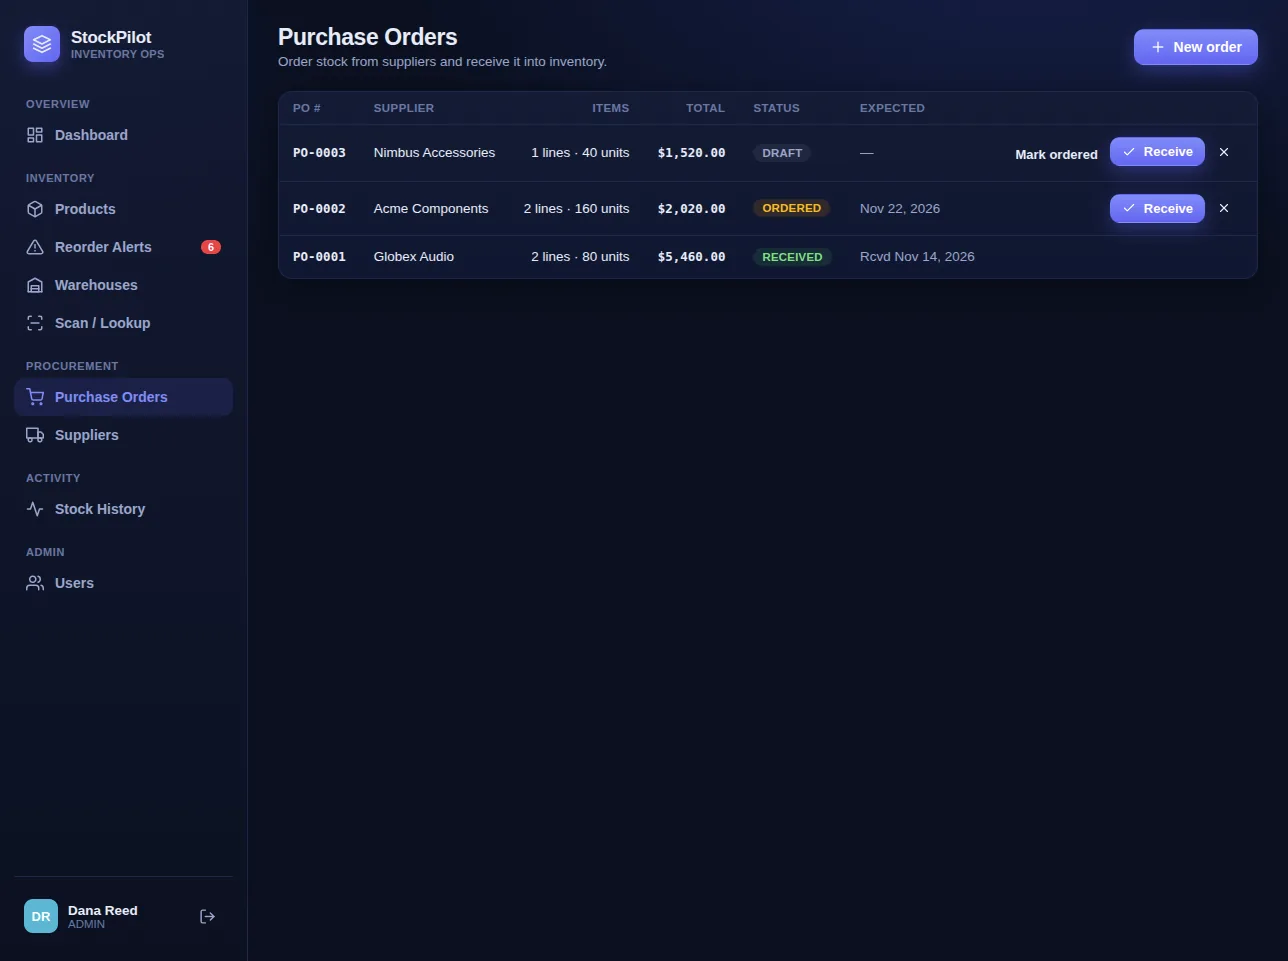 StockPilot
INVENTORY OPS
OVERVIEW
Dashboard
INVENTORY
Products
Reorder Alerts 6
Warehouses
Scan / Lookup
PROCUREMENT
Purchase Orders
Suppliers
ACTIVITY
Stock History
ADMIN
Users
DR
Dana Reed
ADMIN
Purchase Orders
Order stock from suppliers and receive it into inventory.
New order
PO # SUPPLIER ITEMS TOTAL STATUS EXPECTED
PO-0003 Nimbus Accessories 1 lines · 40 units $1,520.00 DRAFT — Mark ordered Receive
PO-0002 Acme Components 2 lines · 160 units $2,020.00 ORDERED Nov 22, 2026 Receive
PO-0001 Globex Audio 2 lines · 80 units $5,460.00 RECEIVED Rcvd Nov 14, 2026